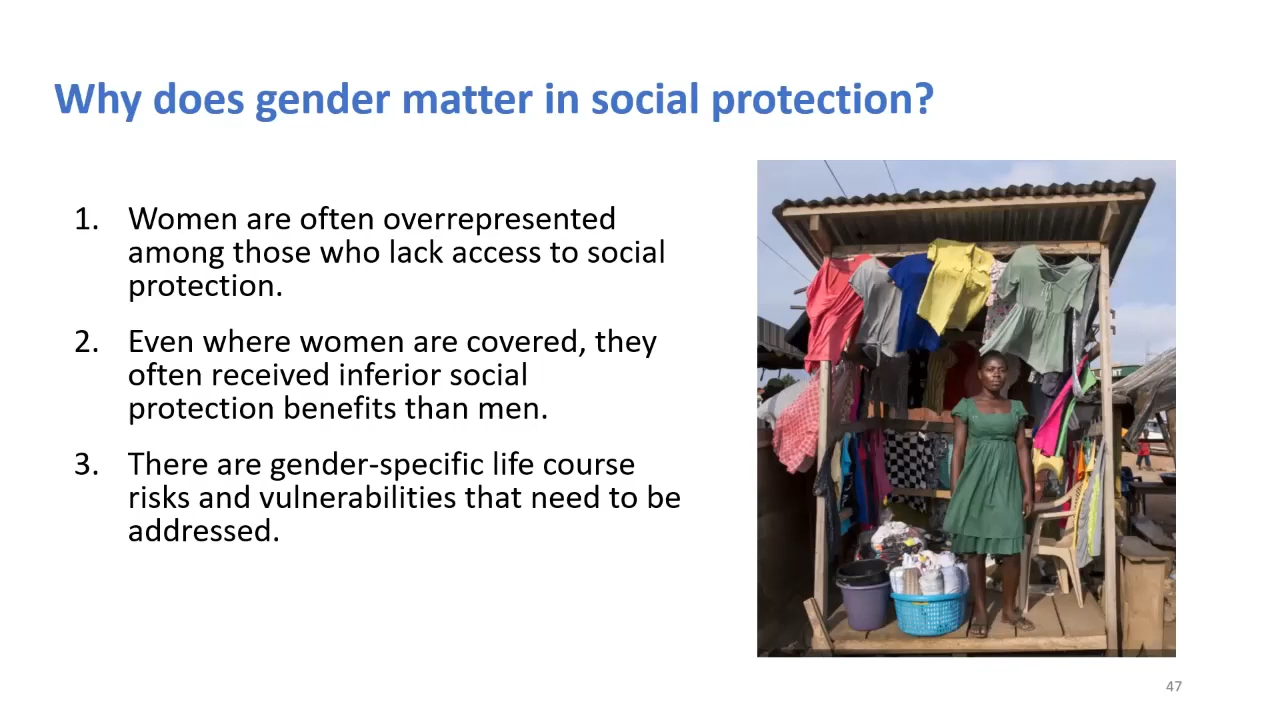 Why does gender matter in social protection?
1. Women are often overrepresented
among those who lack access to social
protection.
2. Even where women are covered, they
often received inferior social
protection benefits than men.
3. There are gender-specific life course
risks and vulnerabilities that need to be
addressed.
47